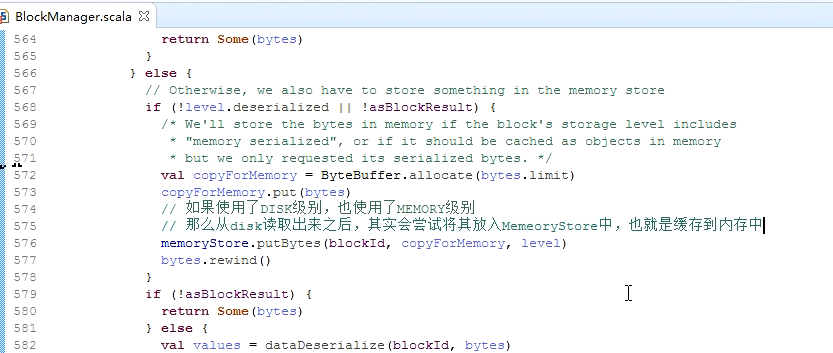 BlockManager.scala
564 return Some(bytes)
565 }
566 } else {
567 // Otherwise, we also have to store something in the memory store
568 if (!level.deserialized || !asBlockResult) {
569 /* We'll store the bytes in memory if the block's storage level includes
570 * "memory serialized", or if it should be cached as objects in memory
571 * but we only requested its serialized bytes. */
572 val copyForMemory = ByteBuffer.allocate(bytes.limit)
573 copyForMemory.put(bytes)
574 // 如果使用了DISK级别，也使用了MEMORY级别
575 // 那么从disk读取出来之后，其实会尝试将其放入MemeoryStore中，也就是缓存到内存中
576 memoryStore.putBytes(blockId, copyForMemory, level)
577 bytes.rewind()
578 }
579 if (!asBlockResult) {
580 return Some(bytes)
581 } else {
582 val values = dataDeserialize(blockId, bytes)